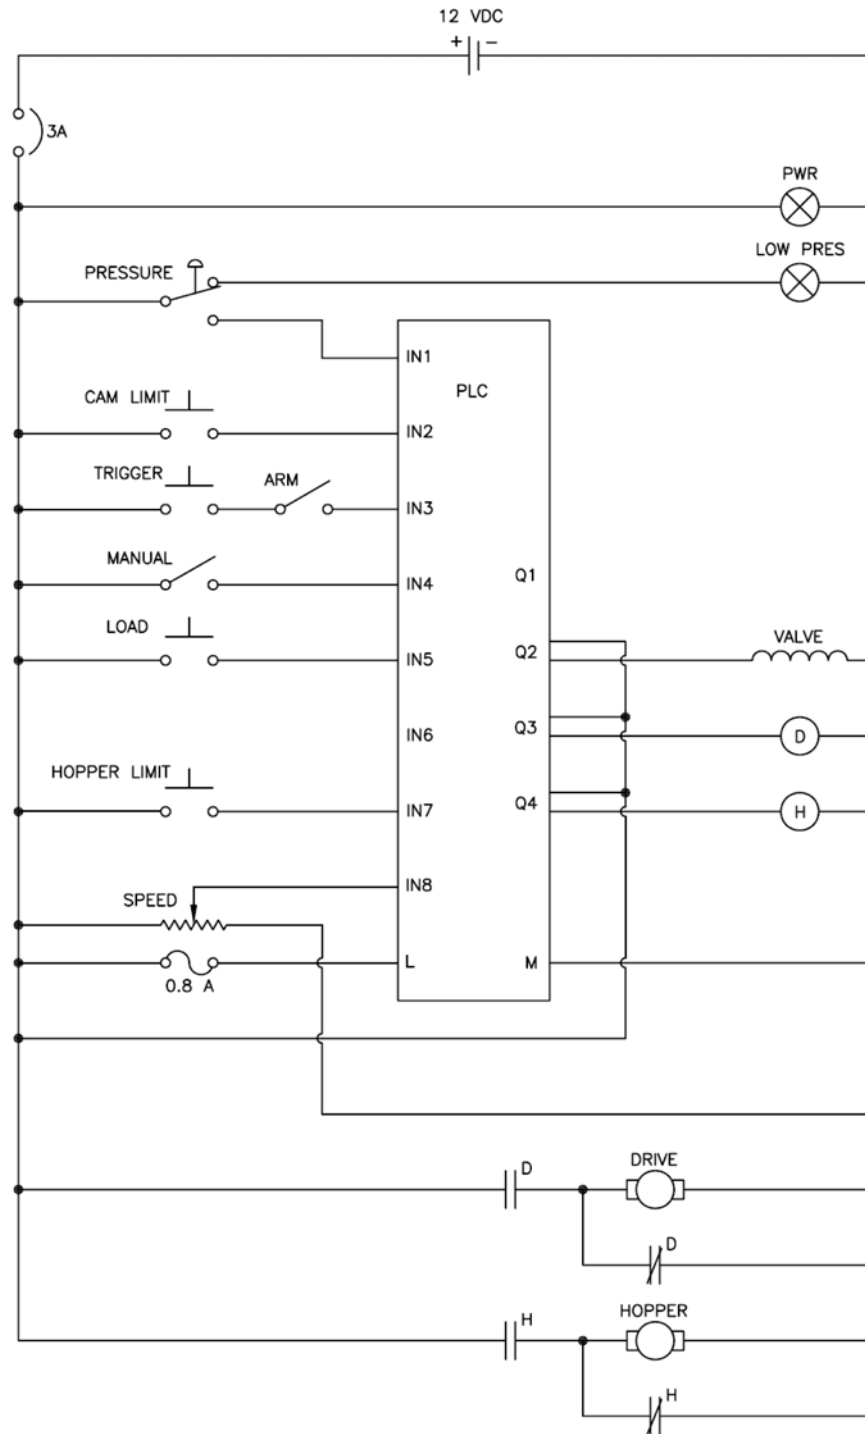 12 VDC
+ −
3A
PWR
LOW PRES
PRESSURE
IN1
PLC
CAM LIMIT
IN2
TRIGGER
ARM
IN3
MANUAL
IN4
Q1
LOAD
IN5
Q2
VALVE
IN6
Q3
D
HOPPER LIMIT
IN7
Q4
H
IN8
SPEED
L
M
0.8 A
D
DRIVE
D
H
HOPPER
H